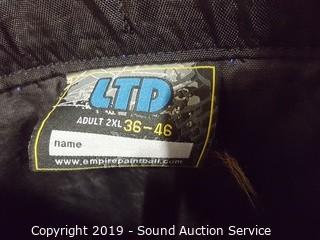 LTD
ADULT 2XL 36-46
name
www.empirepaintball.com
Copyright 2019 - Sound Auction Service